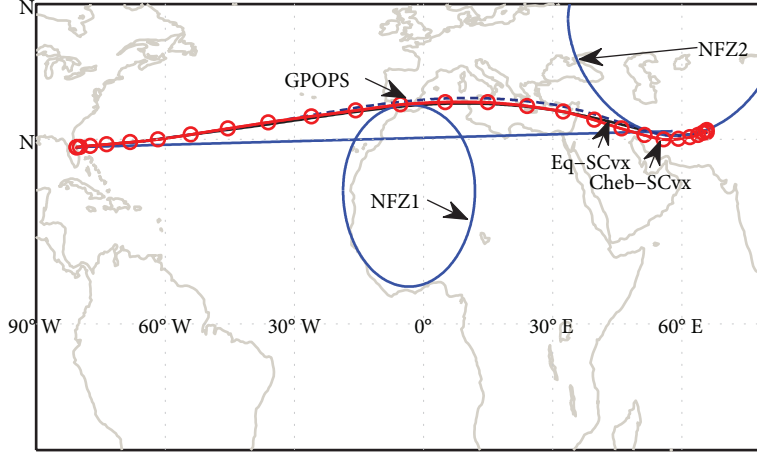 N
NFZ2
GPOPS
N
Eq-SCvx
Cheb-SCvx
NFZ1
90° W 60° W 30° W 0° 30° E 60° E